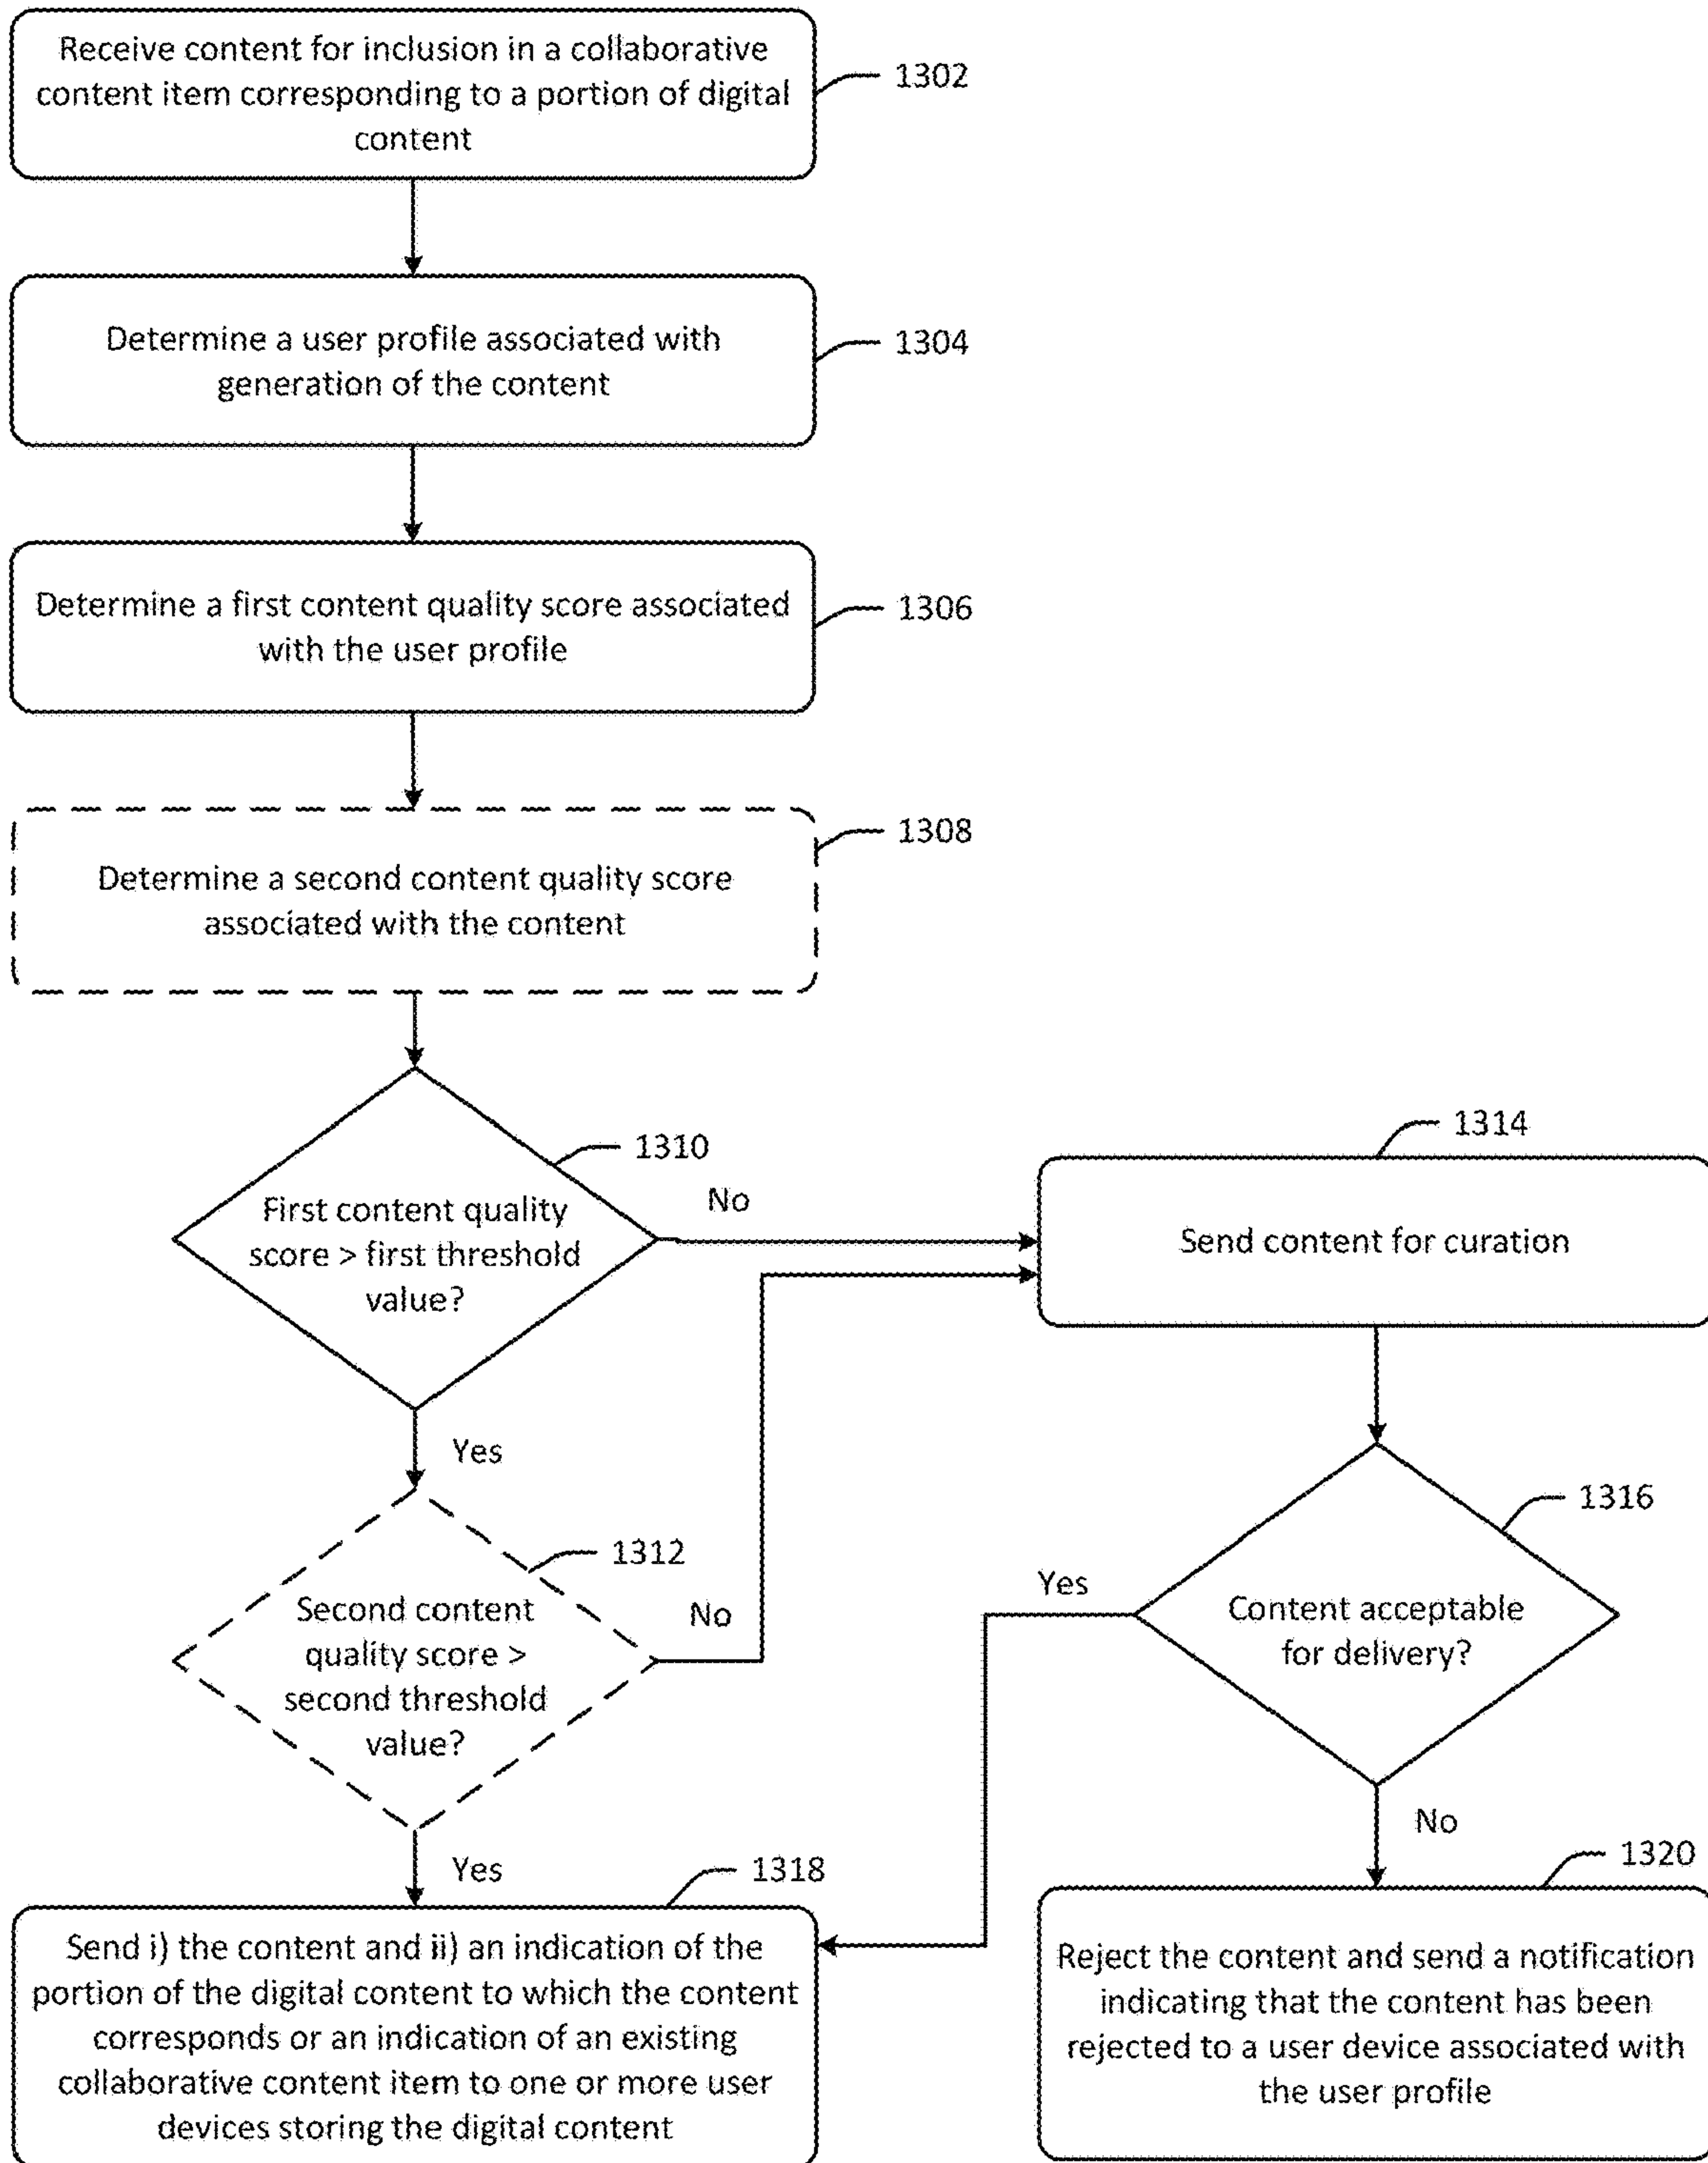 Receive content for inclusion in a collaborative
content item corresponding to a portion of digital
content
1302
Determine a user profile associated with
generation of the content
1304
Determine a first content quality score associated
with the user profile
1306
Determine a second content quality score
associated with the content
1308
First content quality
score > first threshold
value?
1310
No
Yes
Second content
quality score >
second threshold
value?
1312
No
Yes
Send content for curation
1314
Content acceptable
for delivery?
1316
Yes
No
Send i) the content and ii) an indication of the
portion of the digital content to which the content
corresponds or an indication of an existing
collaborative content item to one or more user
devices storing the digital content
1318
Reject the content and send a notification
indicating that the content has been
rejected to a user device associated with
the user profile
1320